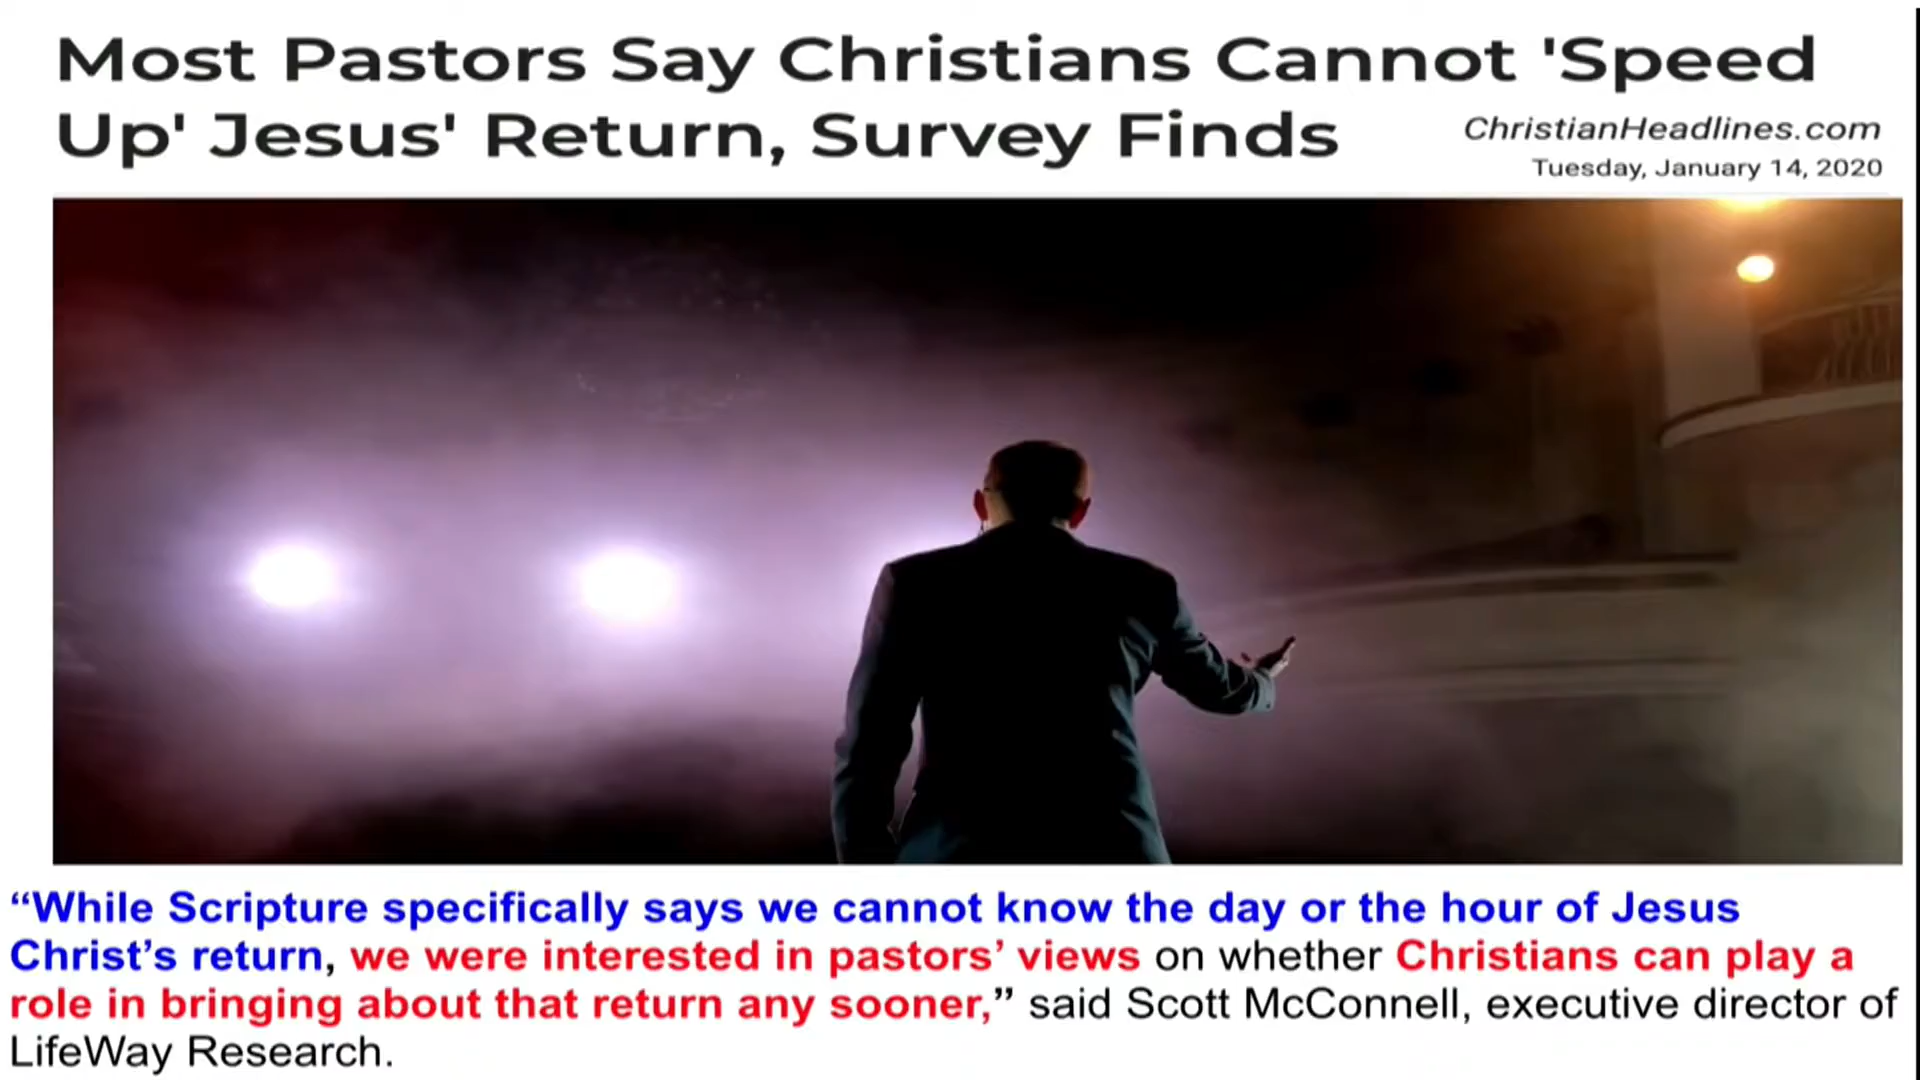 Most Pastors Say Christians Cannot 'Speed
Up' Jesus' Return, Survey Finds
ChristianHeadlines.com
Tuesday, January 14, 2020
“While Scripture specifically says we cannot know the day or the hour of Jesus
Christ’s return, we were interested in pastors’ views on whether Christians can play a
role in bringing about that return any sooner,” said Scott McConnell, executive director of
LifeWay Research.